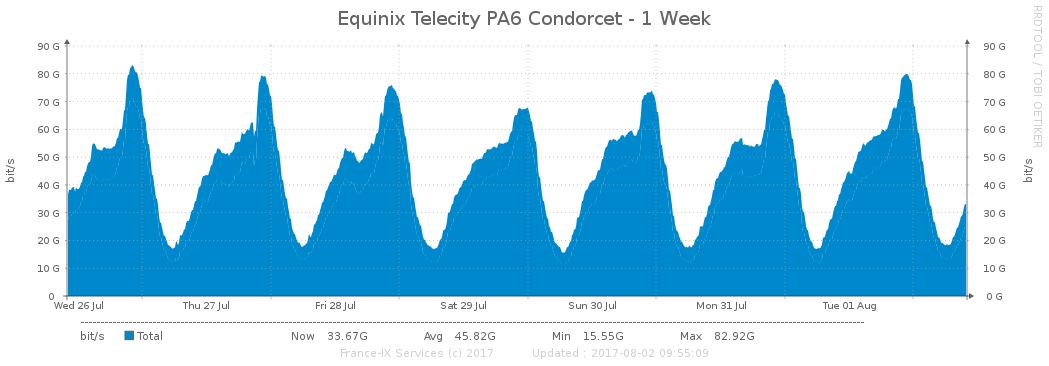 Equinix Telecity PA6 Condorcet - 1 Week
RRDTOOL / TOBI OETIKER
bit/s
90 G
80 G
70 G
60 G
50 G
40 G
30 G
20 G
10 G
0
90 G
80 G
70 G
60 G
50 G
40 G
30 G
20 G
10 G
0 G
bit/s
Wed 26 Jul Thu 27 Jul Fri 28 Jul Sat 29 Jul Sun 30 Jul Mon 31 Jul Tue 01 Aug
bit/s Total Now 33.67G Avg 45.82G Min 15.55G Max 82.92G
France-IX Services (c) 2017 Updated : 2017-08-02 09:55:09